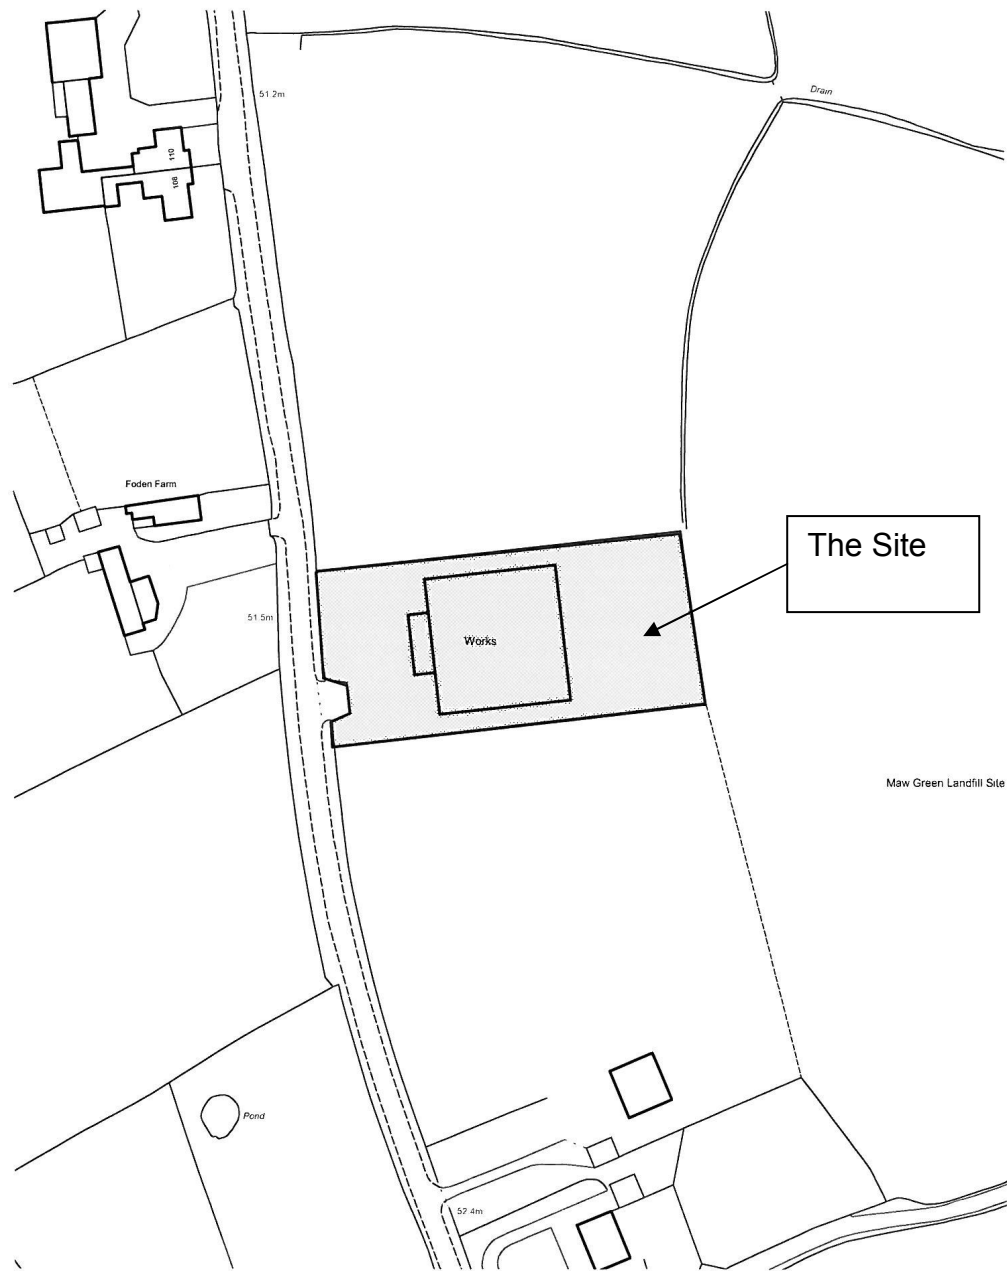 51.2m
Drain
110
108
Foden Farm
The Site
51.5m
Works
Maw Green Landfill Site
Pond
52.4m